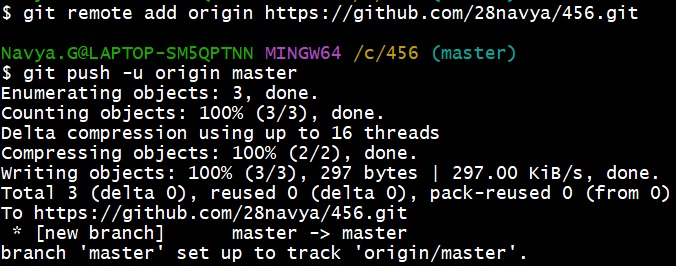 $ git remote add origin https://github.com/28navya/456.git
Navya.G@LAPTOP-SM5QPTNN MINGW64 /c/456 (master)
$ git push -u origin master
Enumerating objects: 3, done.
Counting objects: 100% (3/3), done.
Delta compression using up to 16 threads
Compressing objects: 100% (2/2), done.
Writing objects: 100% (3/3), 297 bytes | 297.00 KiB/s, done.
Total 3 (delta 0), reused 0 (delta 0), pack-reused 0 (from 0)
To https://github.com/28navya/456.git
 * [new branch]      master -> master
branch 'master' set up to track 'origin/master'.